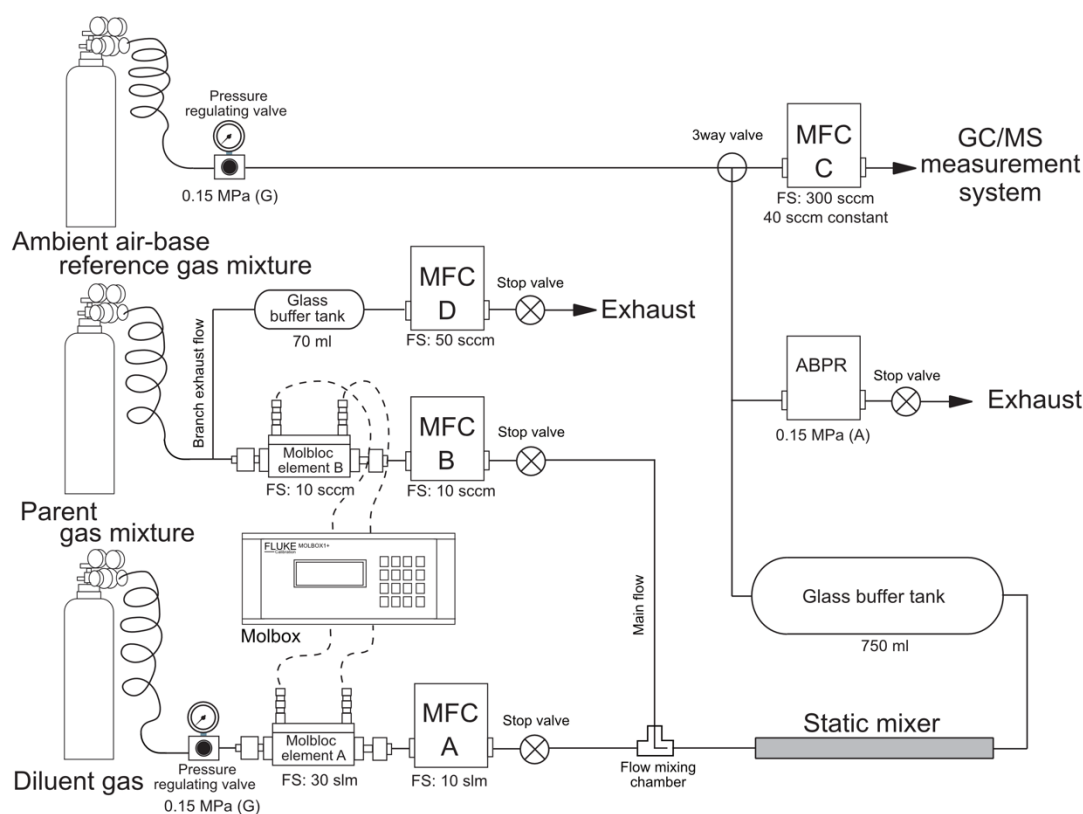 Pressure
regulating valve
0.15 MPa (G)
3way valve
MFC
C
FS: 300 sccm
40 sccm constant
GC/MS
measurement
system
Ambient air-base
reference gas mixture
Branch exhaust flow
Glass
buffer tank
70 ml
MFC
D
FS: 50 sccm
Stop valve
Exhaust
ABPR
0.15 MPa (A)
Stop valve
Exhaust
Molbloc
element B
FS: 10 sccm
MFC
B
FS: 10 sccm
Stop valve
Parent
gas mixture
FLUKE
Calibration
MOLBOX1+
Molbox
Main flow
Glass buffer tank
750 ml
Molbloc
element A
FS: 30 slm
MFC
A
FS: 10 slm
Stop valve
Flow mixing
chamber
Static mixer
Diluent gas
Pressure
regulating valve
0.15 MPa (G)